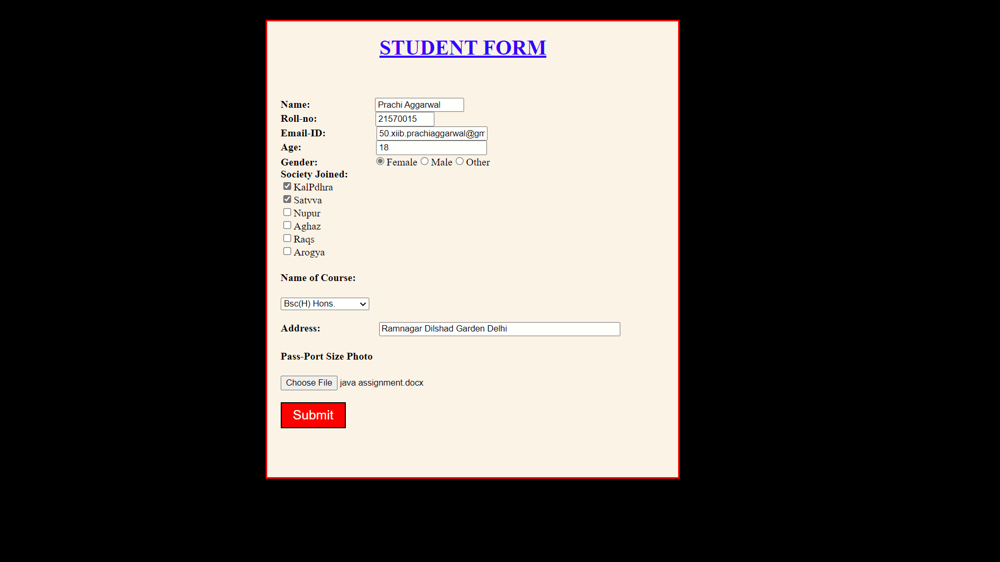 STUDENT FORM
Name: Prachi Aggarwal
Roll-no: 21570015
Email-ID: 50.xiib.prachiaggarwal@gm
Age: 18
Gender: Female Male Other
Society Joined:
KalPdhra
Satvva
Nupur
Aghaz
Raqs
Arogya
Name of Course:
Bsc(H) Hons.
Address: Ramnagar Dilshad Garden Delhi
Pass-Port Size Photo
Choose File java assignment.docx
Submit